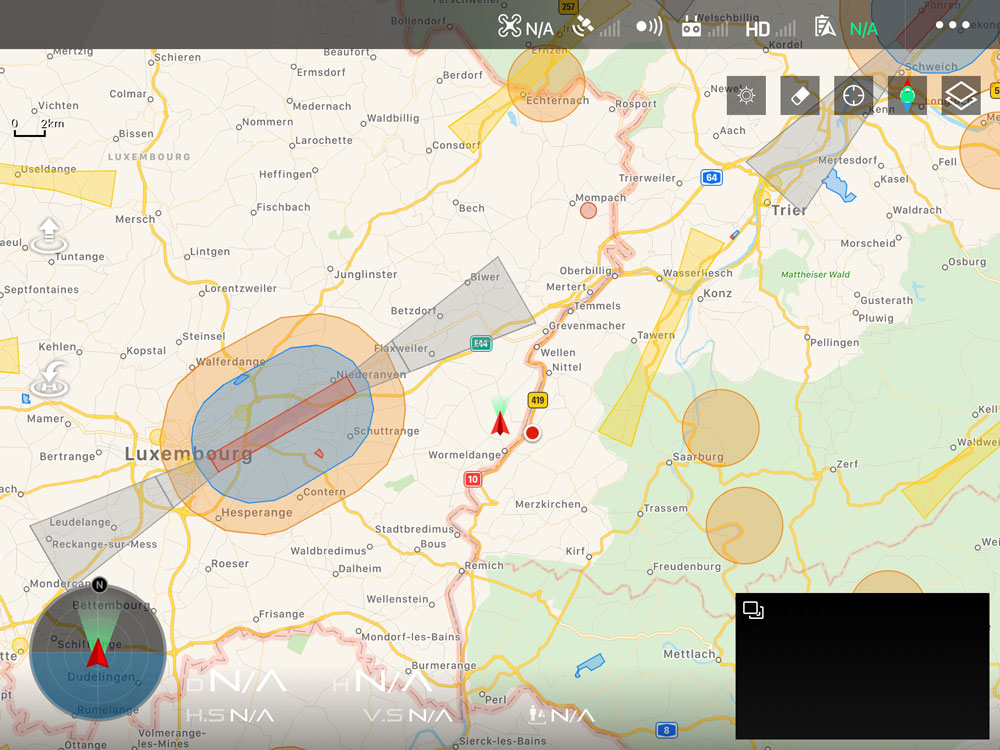 257
Bollendorf
Welschbillig
Föhren
N/A
HD
N/A
Ernzen
Kordel
Mertzig
Schieren
Beaufort
Schweich
Ermsdorf
Berdorf
Colmar
Echternach
Vichten
Medernach
Rosport
Kenn
0 2km
Nommern
Waldbillig
Bissen
Larochette
Aach
LUXEMBOURG
Consdorf
Mertesdorf
Fell
Useldange
Heffingen
Trierweiler
64
Kasel
Mompach
Mersch
Fischbach
Bech
Trier
Waldrach
Morscheid
Lintgen
Tuntange
Junglinster
Biwer
Oberbillig
Wasserliesch
Mattheiser Wald
Osburg
Septfontaines
Lorentzweiler
Mertert
Konz
Betzdorf
Temmels
Gusterath
Grevenmacher
Pluwig
Steinsel
Tawern
Pellingen
Kehlen
Kopstal
Flaxweiler
E44
Wellen
Walferdange
Nittel
Niederanven
419
Mamer
Kell
Schuttrange
Luxembourg
Bertrange
Wormeldange
Saarburg
Zerf
10
Contern
Merzkirchen
Trassem
Hesperange
Leudelange
Stadtbredimus
Reckange-sur-Mess
Waldbredimus
Bous
Kirf
Roeser
Dalheim
Remich
Freudenburg
N
Bettembourg
Wellenstein
Frisange
Mondorf-les-Bains
Schifflange
Mettlach
Burmerange
Dudelingen
D N/A
H N/A
Perl
Rumelange
H.S N/A
V.S N/A
N/A
8
Volmerange-
les-Mines
Ottange
Sierck-les-Bains